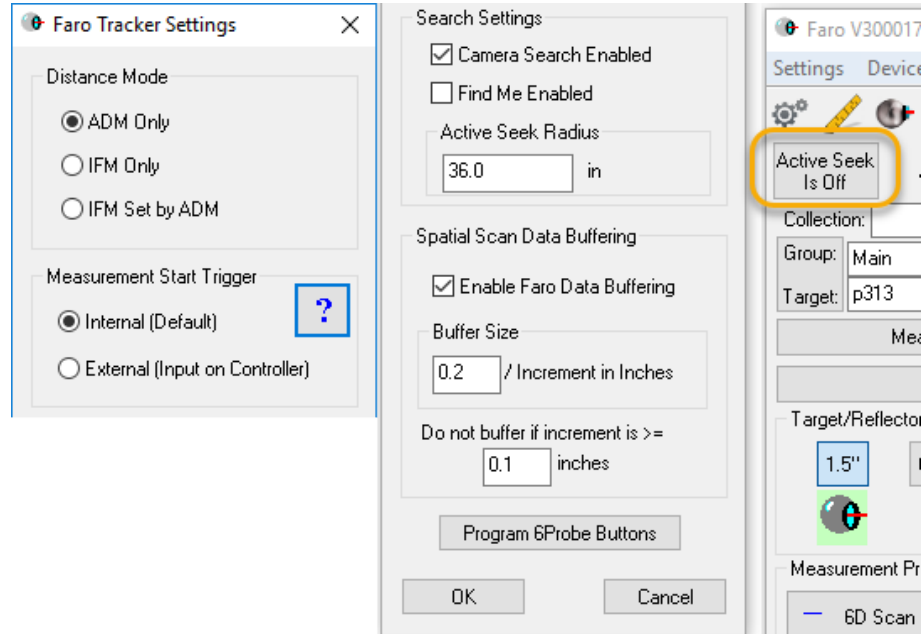 Faro Tracker Settings
Distance Mode
ADM Only
IFM Only
IFM Set by ADM
Measurement Start Trigger
?
Internal (Default)
External (Input on Controller)
Search Settings
Camera Search Enabled
Find Me Enabled
Active Seek Radius
36.0 in
Spatial Scan Data Buffering
Enable Faro Data Buffering
Buffer Size
0.2 / Increment in Inches
Do not buffer if increment is >=
0.1 inches
Program 6Probe Buttons
OK Cancel
Faro V300017
Settings Device
Active Seek
Is Off
Collection:
Group: Main
Target: p313
Mea
Target/Reflector
1.5"
Measurement Pr
6D Scan